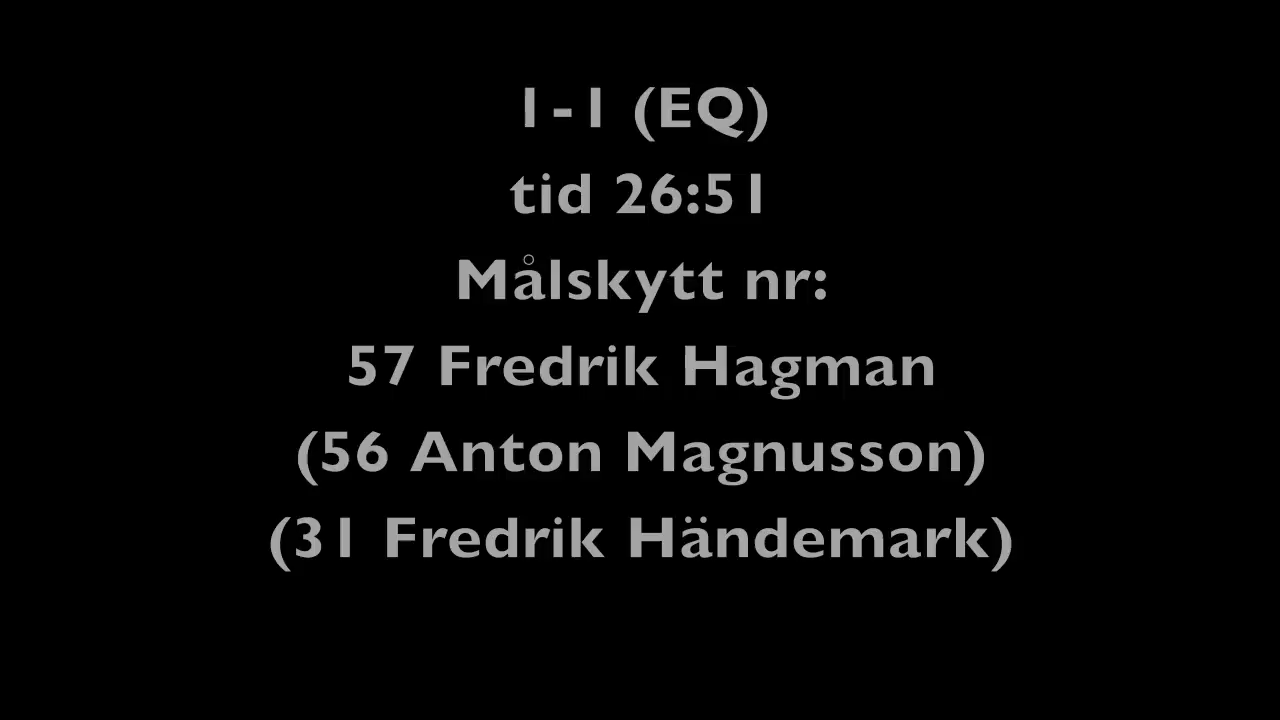 1-1 (EQ)
tid 26:51
Målskytt nr:
57 Fredrik Hagman
(56 Anton Magnusson)
(31 Fredrik Händemark)